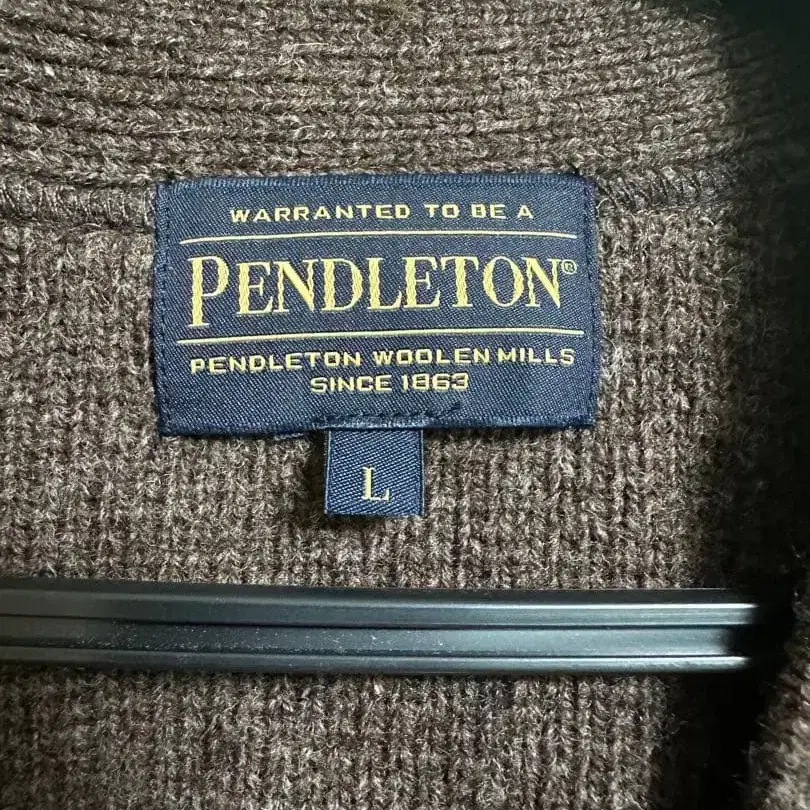 WARRANTED TO BE A
PENDLETON®
PENDLETON WOOLEN MILLS
SINCE 1863
L